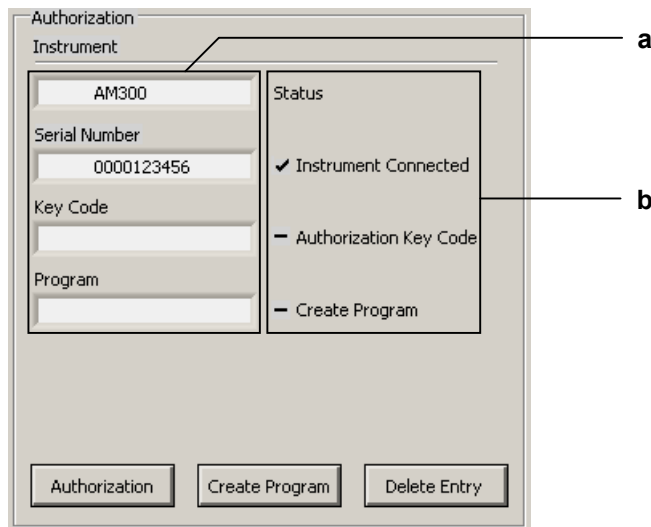 Authorization
Instrument
a
AM300
Status
Serial Number
0000123456
Instrument Connected
b
Key Code
Authorization Key Code
Program
Create Program
Authorization
Create Program
Delete Entry